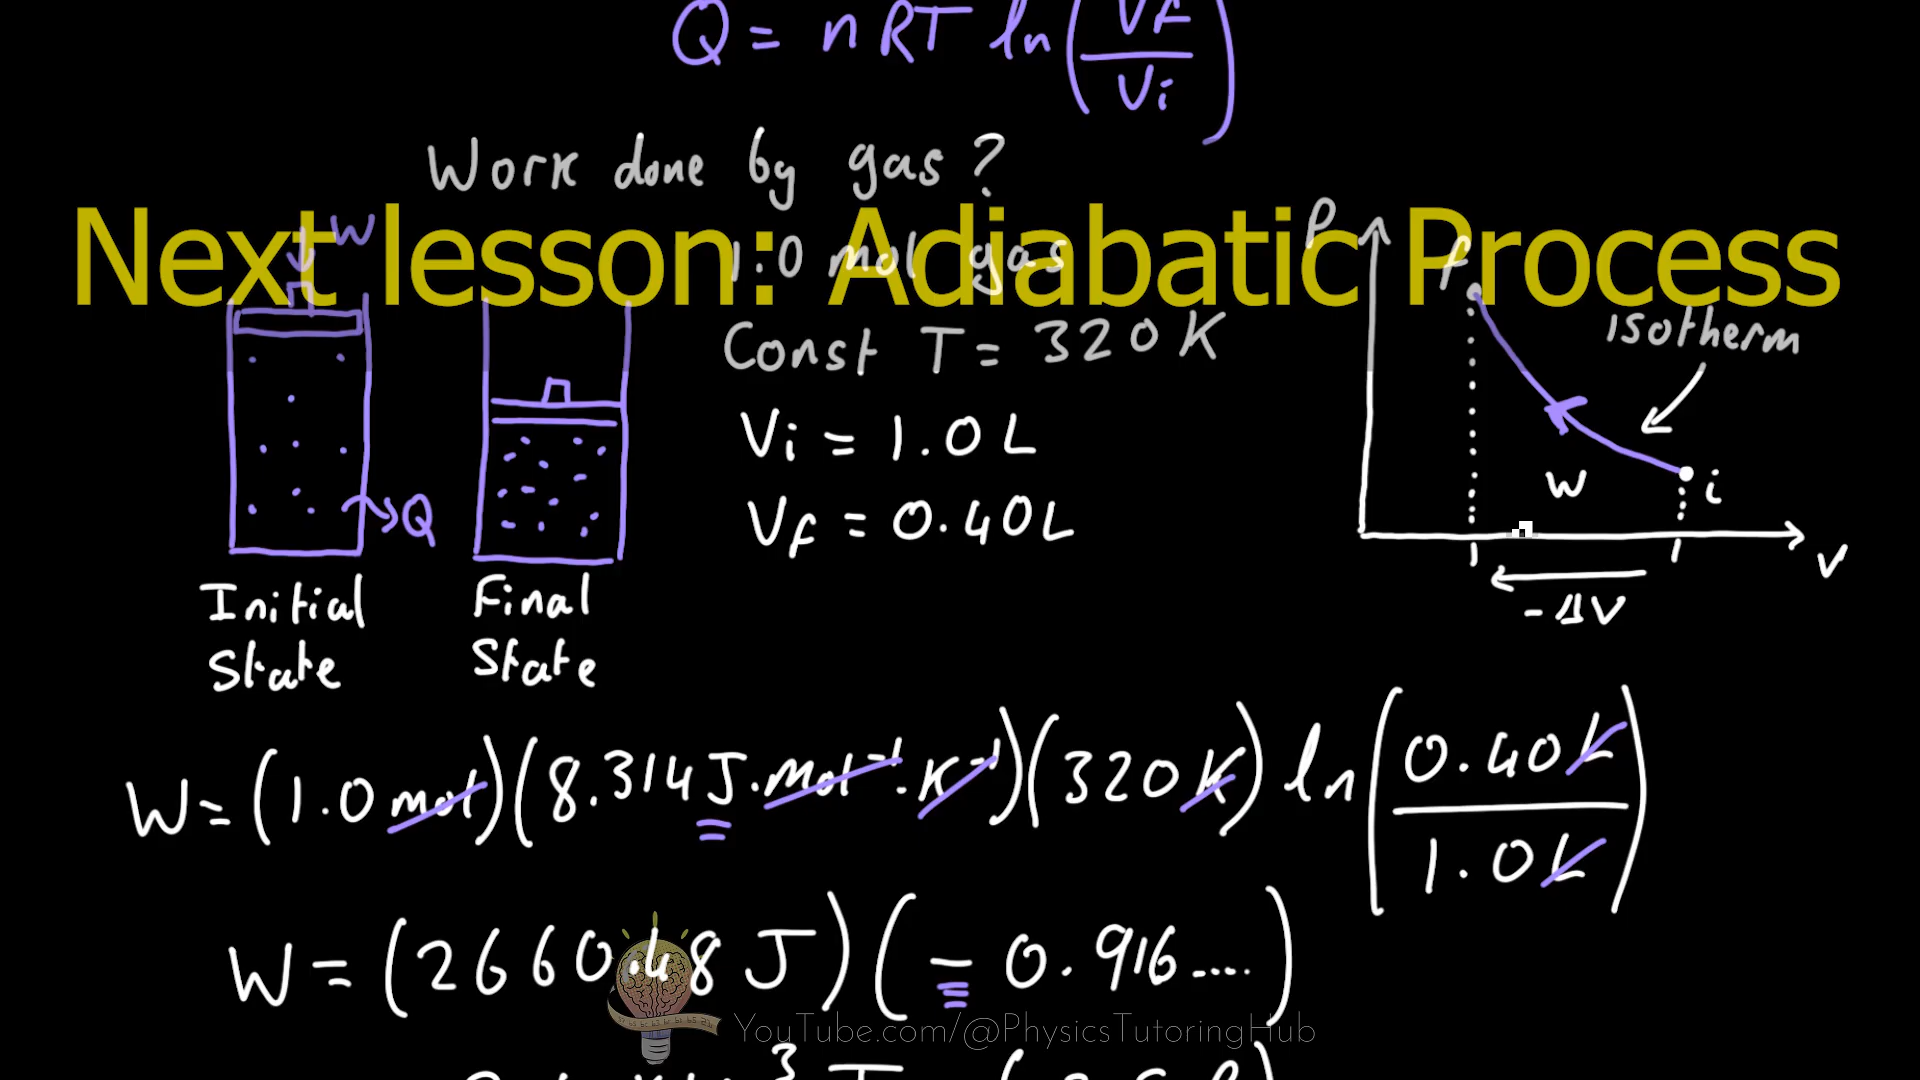 Q = n RT ln(Vf/Vi)
Work done by gas?
Next lesson: Adiabatic Process
W
1.0 mol gas
Const T = 320 K
Vi = 1.0 L
Vf = 0.40 L
Q
Initial State
Final State
P
f
isotherm
W
i
V
-ΔV
W = (1.0 mol)(8.314 J·mol⁻¹·K⁻¹)(320 K) ln(0.40 L/1.0 L)
W = (2660.48 J)(-0.916....)
YouTube.com/@PhysicsTutoringHub